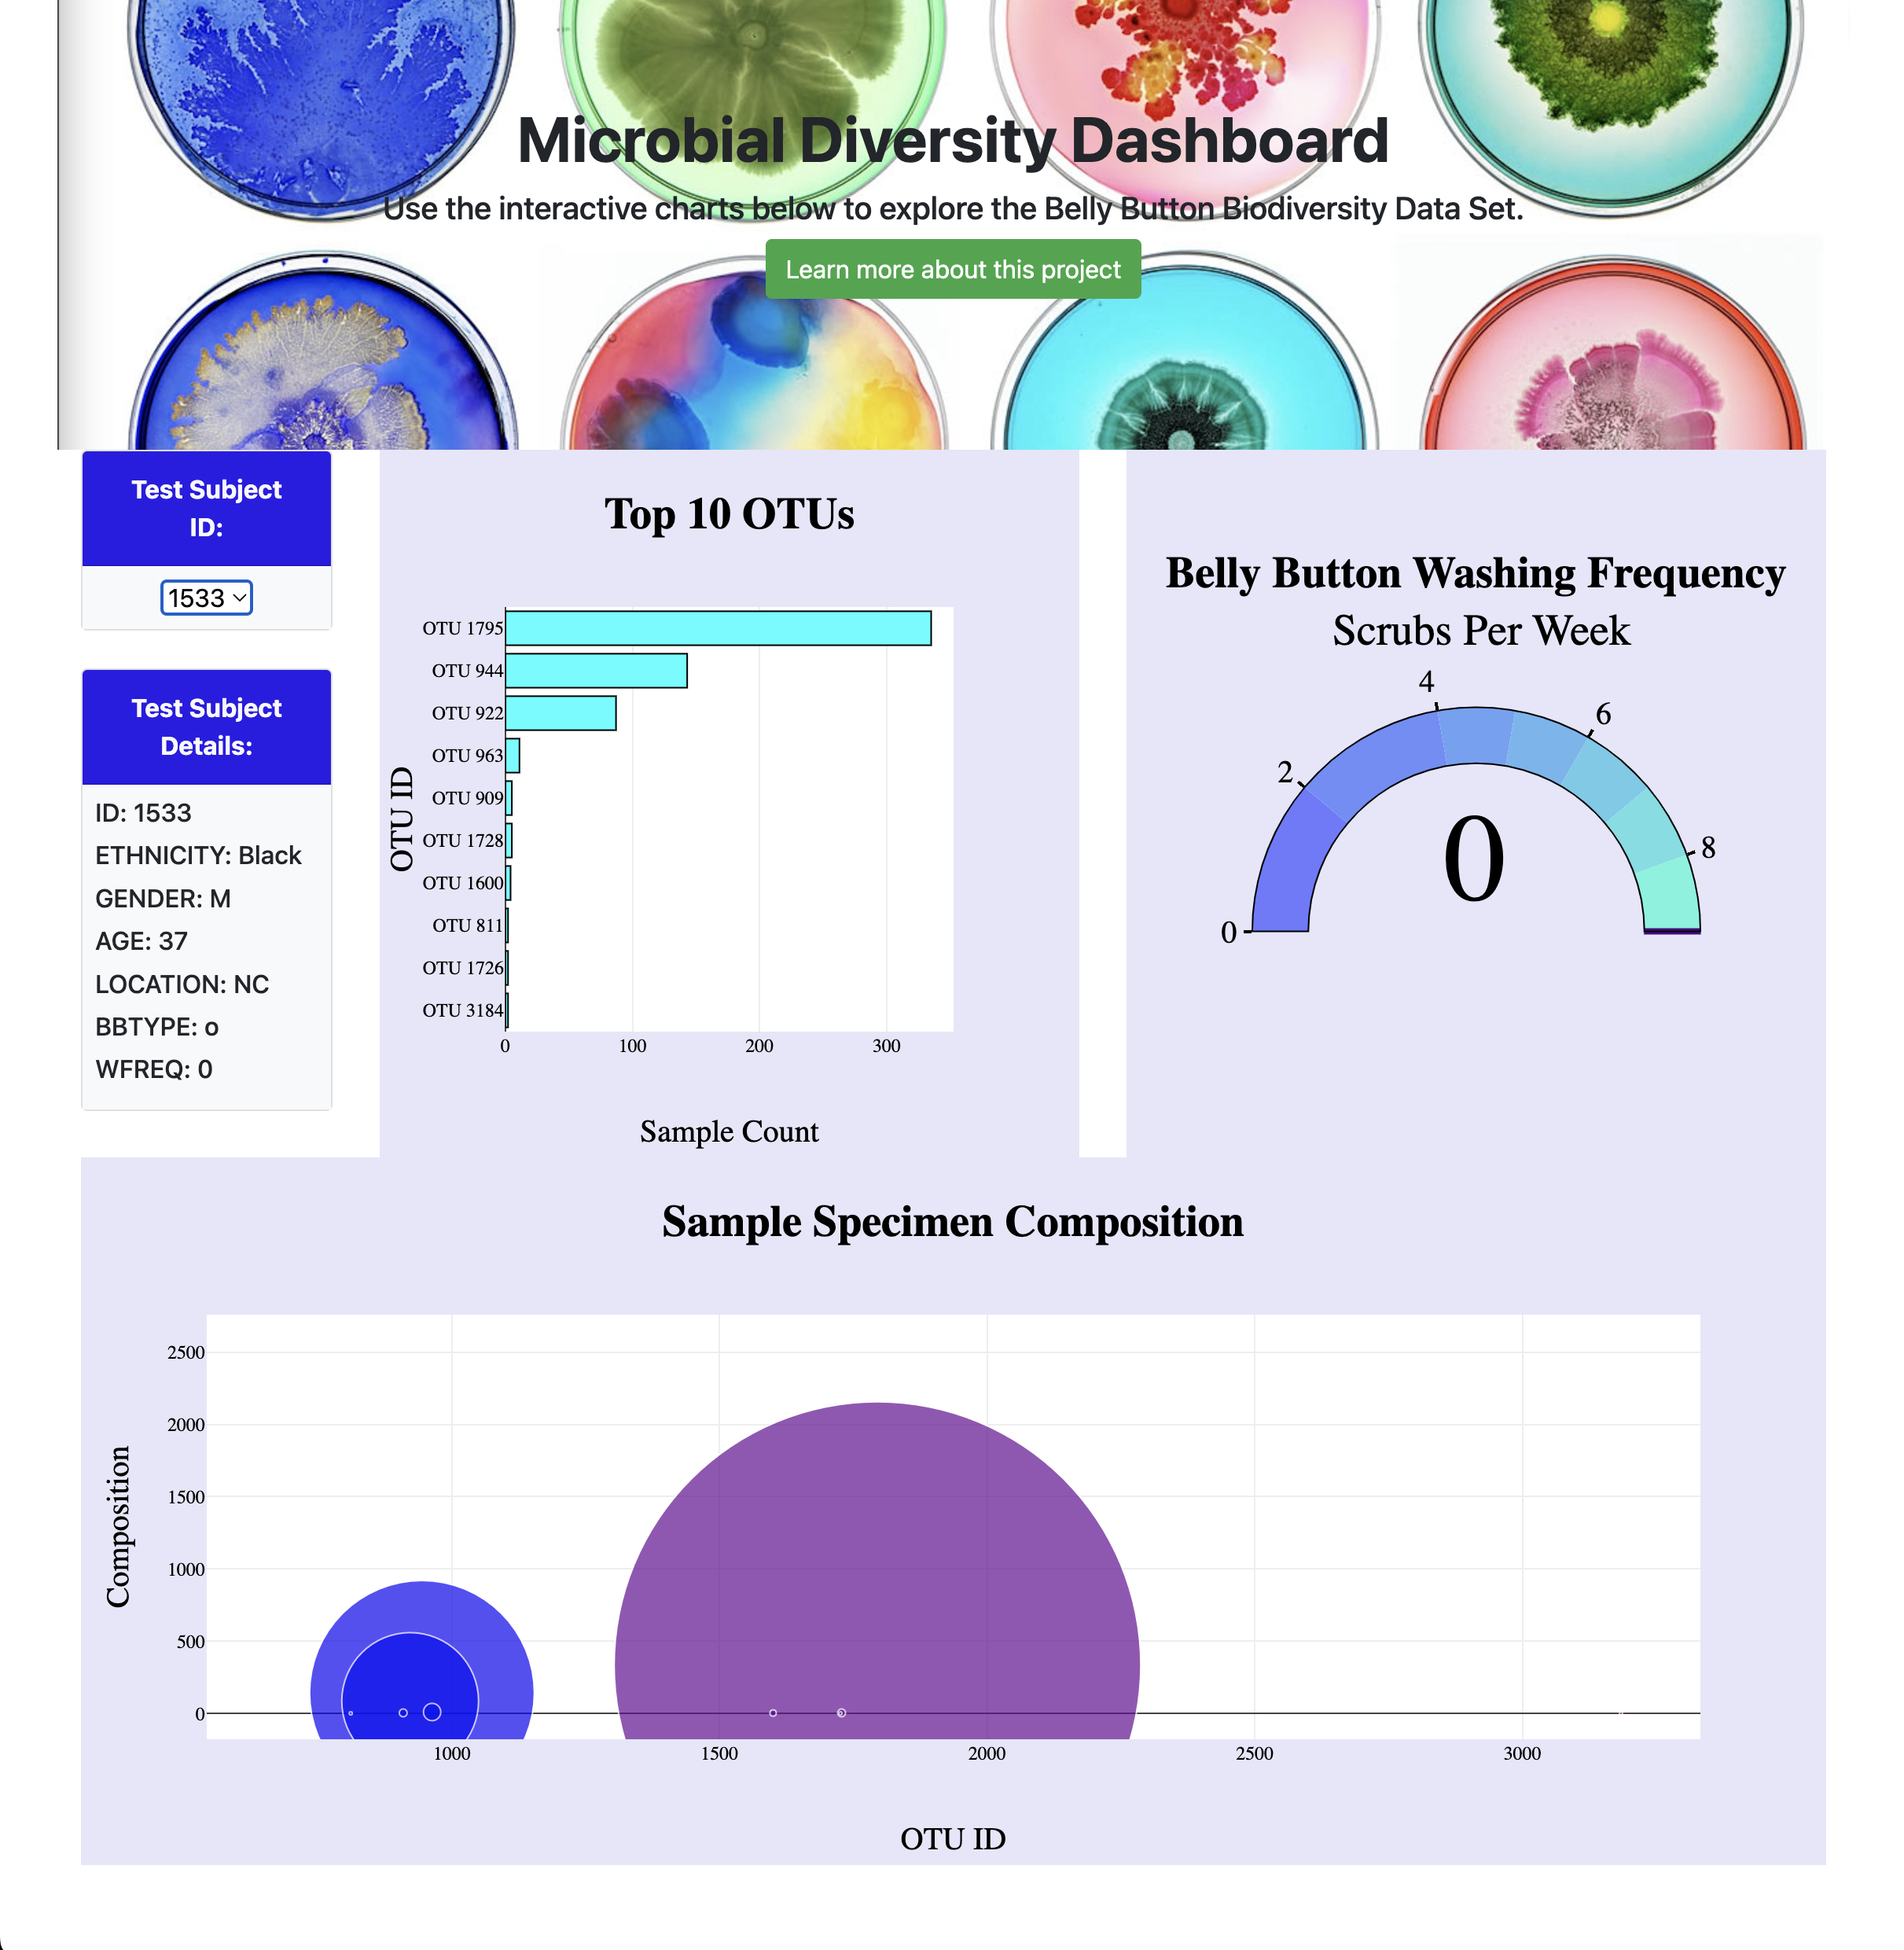 Microbial Diversity Dashboard
Use the interactive charts below to explore the Belly Button Biodiversity Data Set.
Learn more about this project
Test Subject
ID:
1533
Test Subject
Details:
ID: 1533
ETHNICITY: Black
GENDER: M
AGE: 37
LOCATION: NC
BBTYPE: o
WFREQ: 0
Top 10 OTUs
OTU ID
OTU 1795
OTU 944
OTU 922
OTU 963
OTU 909
OTU 1728
OTU 1600
OTU 811
OTU 1726
OTU 3184
0 100 200 300
Sample Count
Belly Button Washing Frequency
Scrubs Per Week
0
2
4
6
8
0
Sample Specimen Composition
Composition
2500
2000
1500
1000
500
0
1000 1500 2000 2500 3000
OTU ID